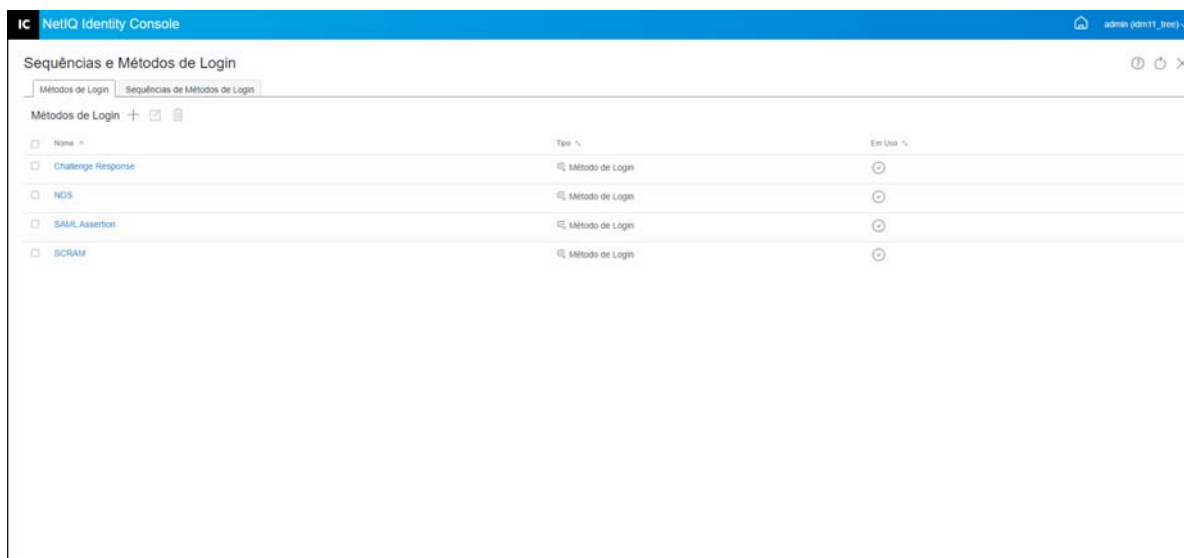 IC NetIQ Identity Console admin (idm11_tree)
Sequências e Métodos de Login
Métodos de Login Sequências de Métodos de Login
Métodos de Login
Nome Tipo Em Uso
Challenge Response Método de Login
NDS Método de Login
SAML Assertion Método de Login
SCRAM Método de Login